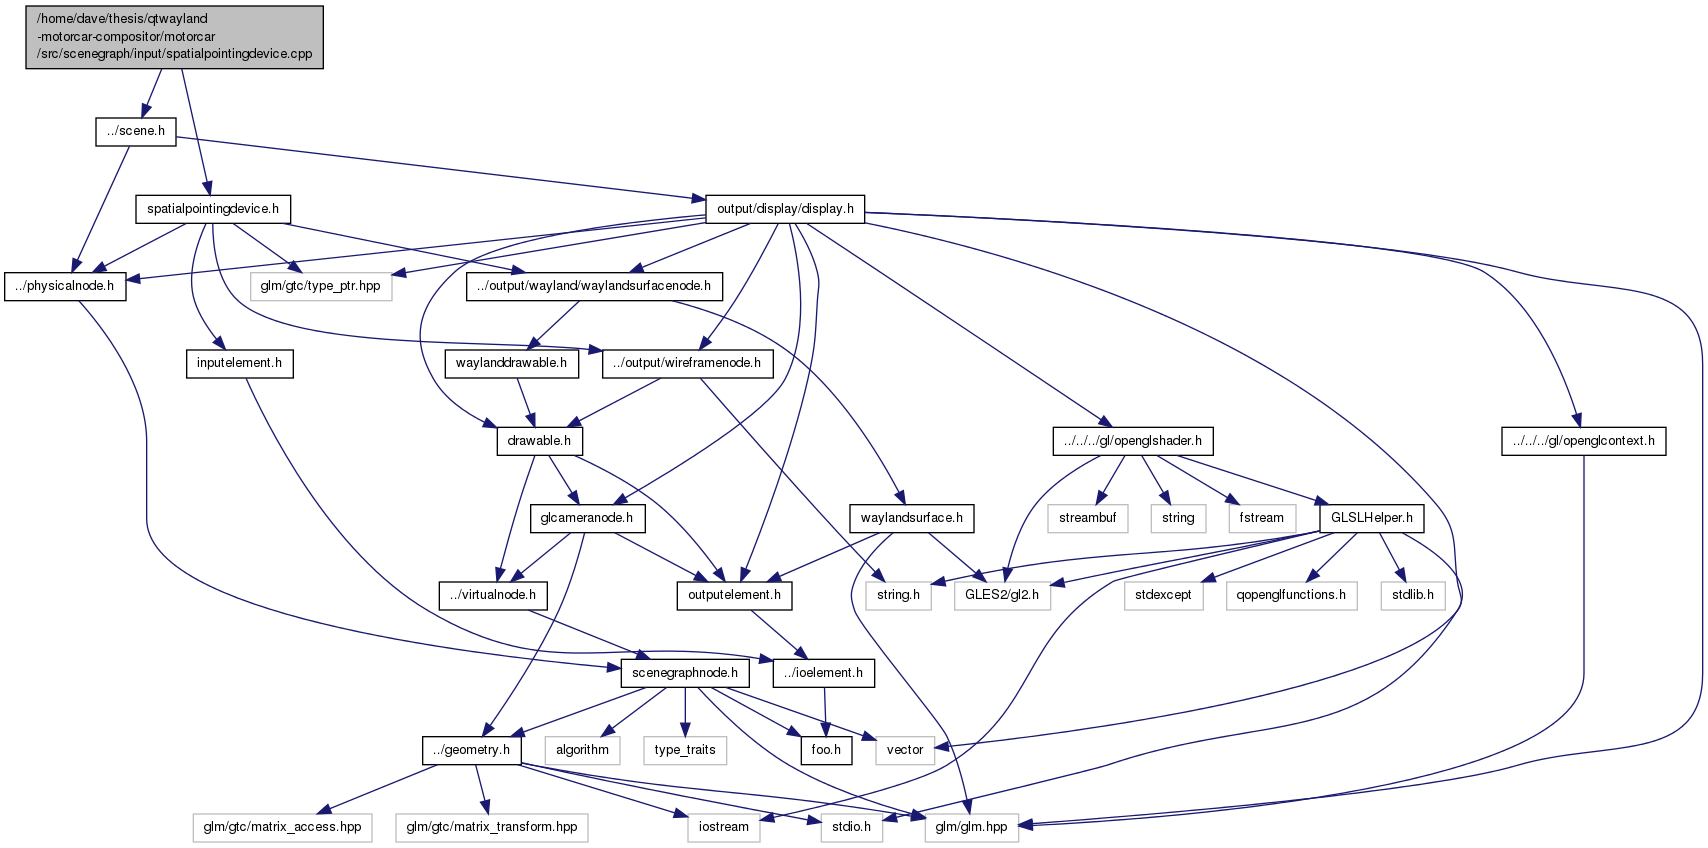 /home/dave/thesis/qtwayland
-motorcar-compositor/motorcar
/src/scenegraph/input/spatialpointingdevice.cpp
../scene.h
spatialpointingdevice.h
output/display/display.h
../physicalnode.h
glm/gtc/type_ptr.hpp
../output/wayland/waylandsurfacenode.h
inputelement.h
waylanddrawable.h
../output/wireframenode.h
drawable.h
../../../gl/openglshader.h
../../../gl/openglcontext.h
glcameranode.h
waylandsurface.h
streambuf
string
fstream
GLSLHelper.h
../virtualnode.h
outputelement.h
string.h
GLES2/gl2.h
stdexcept
qopenglfunctions.h
stdlib.h
scenegraphnode.h
../ioelement.h
../geometry.h
algorithm
type_traits
foo.h
vector
glm/gtc/matrix_access.hpp
glm/gtc/matrix_transform.hpp
iostream
stdio.h
glm/glm.hpp